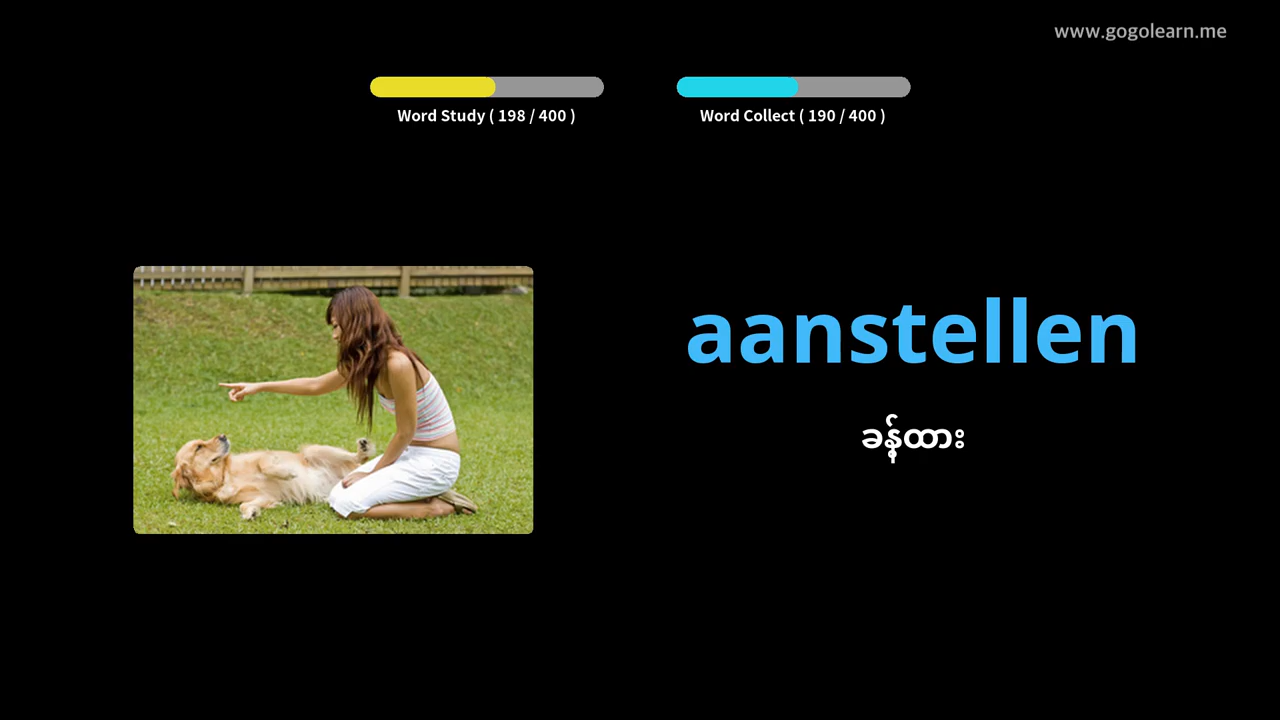 www.gogolearn.me
Word Study ( 198 / 400 )
Word Collect ( 190 / 400 )
aanstellen
ခန့်ထား